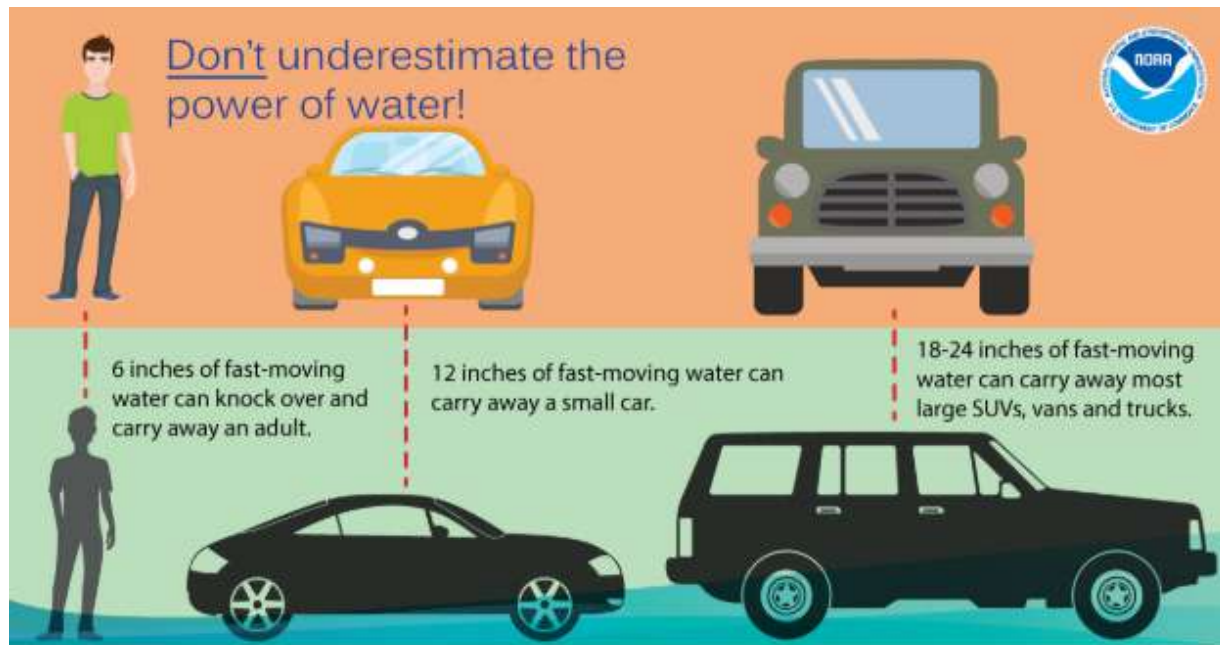 Don't underestimate the
power of water!
NOAA
6 inches of fast-moving
water can knock over and
carry away an adult.
12 inches of fast-moving water can
carry away a small car.
18-24 inches of fast-moving
water can carry away most
large SUVs, vans and trucks.